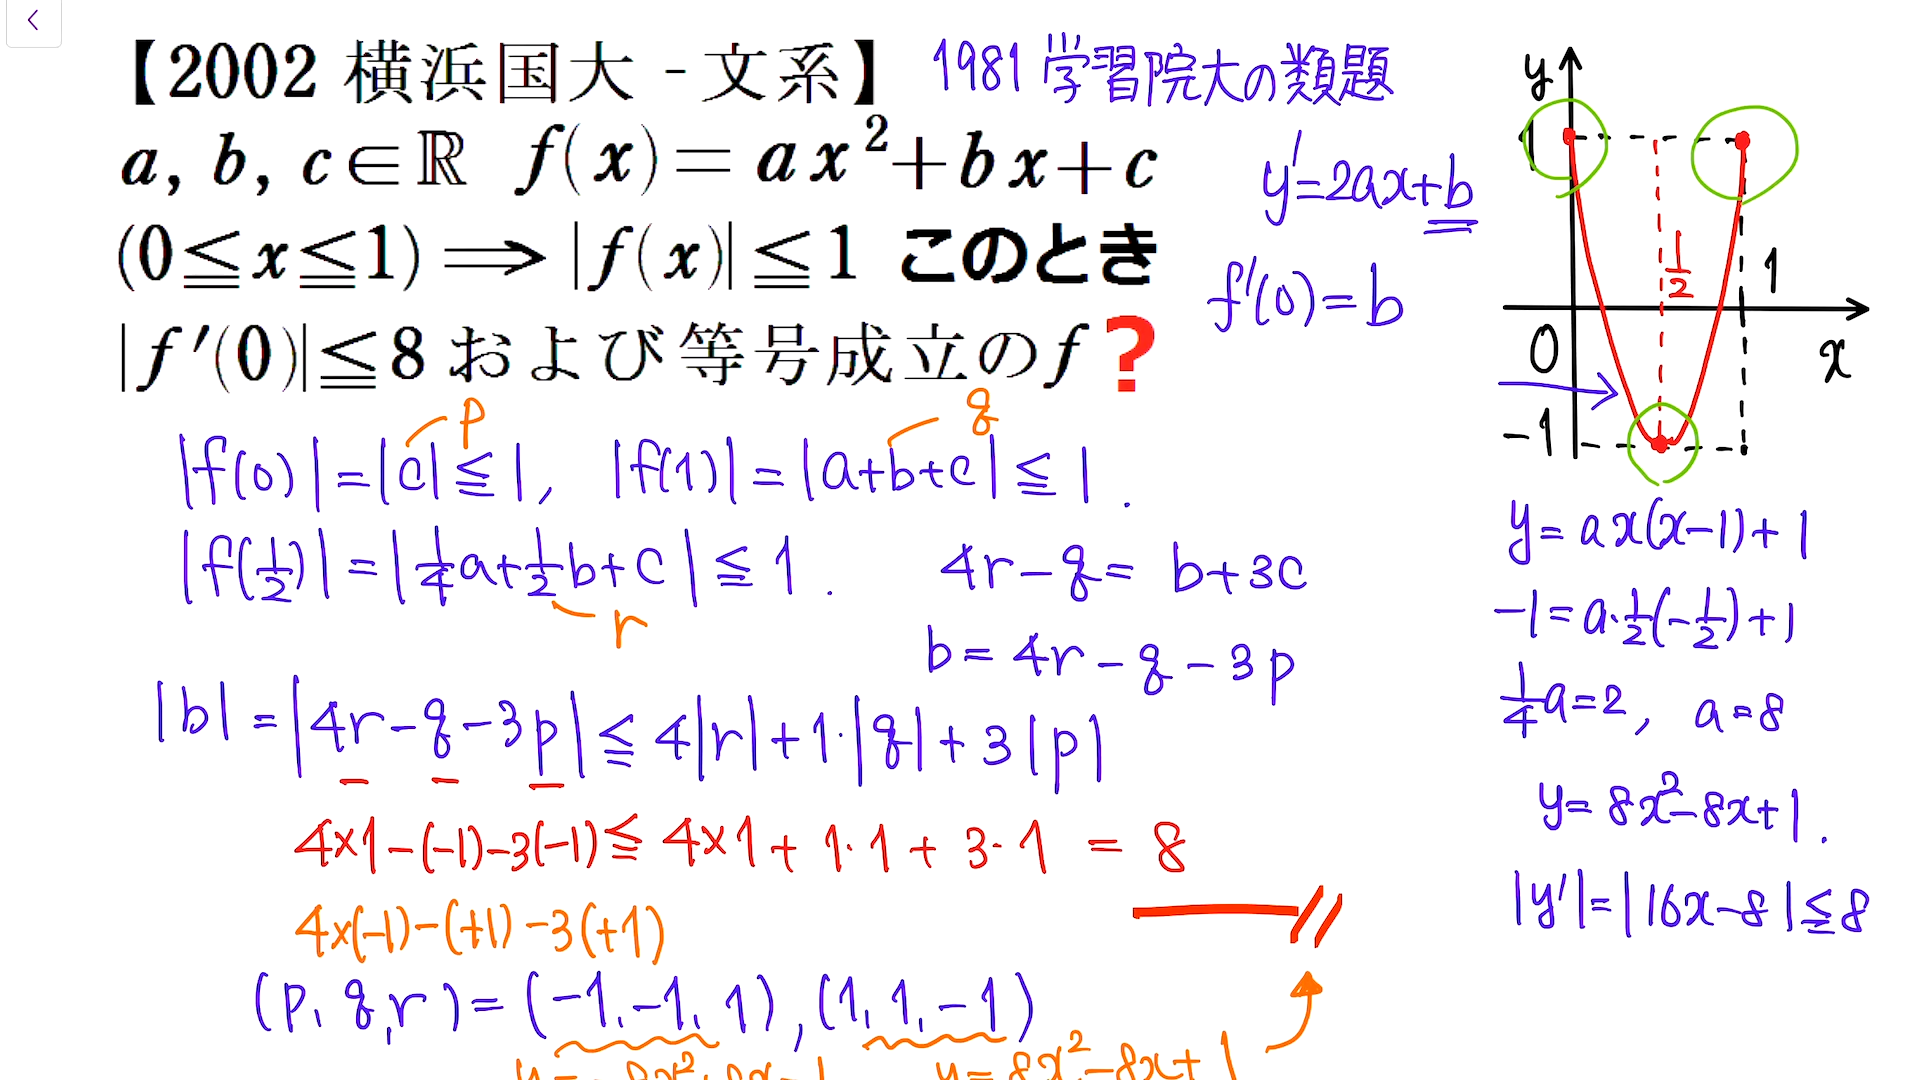 【2002 横浜国大 - 文系】 1981 学習院大の類題
a, b, c∈ℝ f(x)=ax²+bx+c
(0≦x≦1)⟹|f(x)|≦1 このとき
|f′(0)|≦8 および等号成立のf?
y'=2ax+b
f'(0)=b
y
1
1/2
1
0
x
-1
p
q
|f(0)|=|c|≦1, |f(1)|=|a+b+c|≦1.
|f(1/2)|=|1/4a+1/2b+c|≦1.
r
4r-q=b+3c
b=4r-q-3p
|b|=|4r-q-3p|≦4|r|+1·|q|+3|p|
4×1-(-1)-3(-1)≦4×1+1·1+3·1=8
4×(-1)-(+1)-3(+1)
(p,q,r)=(-1,-1,1),(1,1,-1)
y=8x²-8x+1
y=ax(x-1)+1
-1=a·1/2(-1/2)+1
1/4a=2, a=8
y=8x²-8x+1.
|y'|=|16x-8|≦8